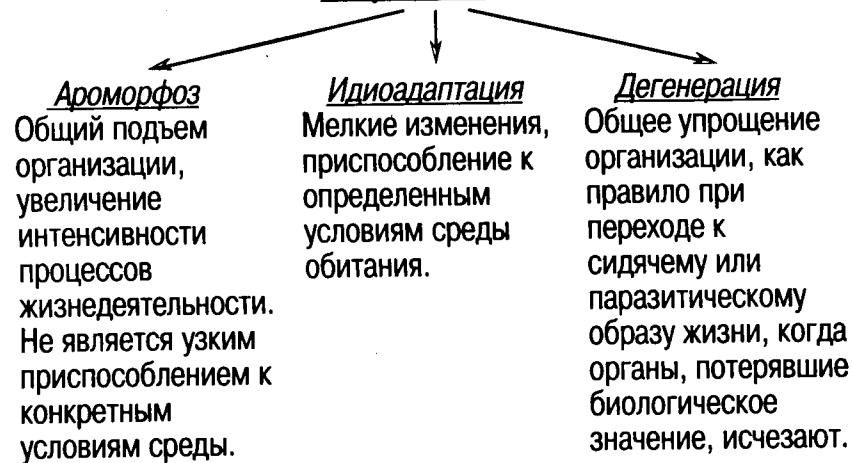 Ароморфоз
Общий подъем
организации,
увеличение
интенсивности
процессов
жизнедеятельности.
Не является узким
приспособлением к
конкретным
условиям среды.
Идиоадаптация
Мелкие изменения,
приспособление к
определенным
условиям среды
обитания.
Дегенерация
Общее упрощение
организации, как
правило при
переходе к
сидячему или
паразитическому
образу жизни, когда
органы, потерявшие
биологическое
значение, исчезают.